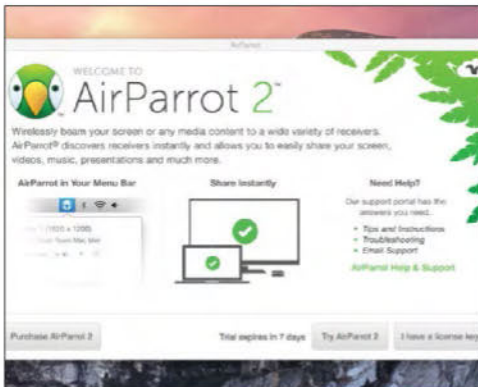 AirParrot
WELCOME TO
AirParrot 2™
Wirelessly beam your screen or any media content to a wide variety of receivers.
AirParrot® discovers receivers instantly and allows you to easily share your screen,
videos, music, presentations and much more.
AirParrot in Your Menu Bar
Share Instantly
Need Help?
Our support portal has the
answers you need...
• Tips and Instructions
• Troubleshooting
• Email Support
AirParrot Help & Support
(1920 x 1200)
Purchase AirParrot 2
Trial expires in 7 days
Try AirParrot 2
I have a license key